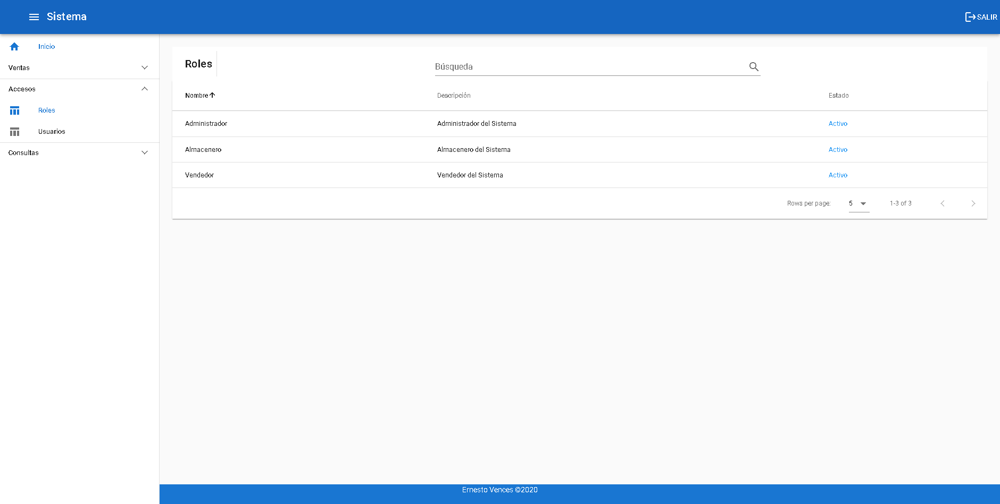 Sistema
SALIR
Inicio
Ventas
Accesos
Roles
Usuarios
Consultas
Roles
Búsqueda
Nombre Descripción Estado
Administrador Administrador del Sistema Activo
Almacenero Almacenero del Sistema Activo
Vendedor Vendedor del Sistema Activo
Rows per page: 5 1-3 of 3
Ernesto Vences ©2020